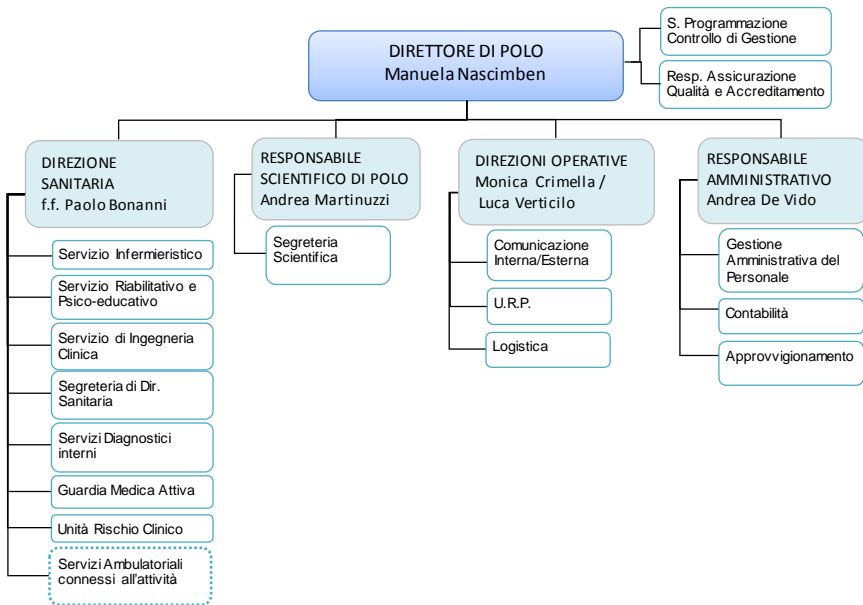 DIRETTORE DI POLO
Manuela Nascimben
S. Programmazione
Controllo di Gestione
Resp. Assicurazione
Qualità e Accreditamento
DIREZIONE
SANITARIA
f.f. Paolo Bonanni
Servizio Infermieristico
Servizio Riabilitativo e
Psico-educativo
Servizio di Ingegneria
Clinica
Segreteria di Dir.
Sanitaria
Servizi Diagnostici
interni
Guardia Medica Attiva
Unità Rischio Clinico
Servizi Ambulatoriali
connessi all'attività
RESPONSABILE
SCIENTIFICO DI POLO
Andrea Martinuzzi
Segreteria
Scientifica
DIREZIONI OPERATIVE
Monica Crimella /
Luca Verticilo
Comunicazione
Interna/Esterna
U.R.P.
Logistica
RESPONSABILE
AMMINISTRATIVO
Andrea De Vido
Gestione
Amministrativa del
Personale
Contabilità
Approvvigionamento